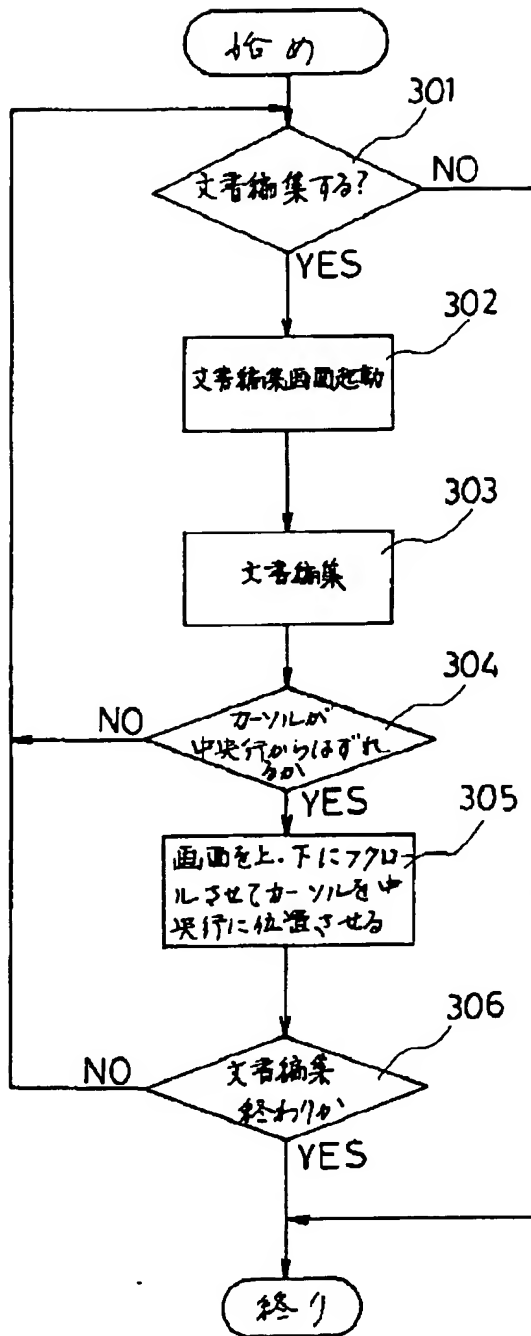 始め
301
文書編集する?
NO
YES
302
文書編集画面起動
303
文書編集
304
NO
カーソルが
中央行からはずれ
るか
YES
305
画面を上・下にスクロー
ルさせてカーソルを中
央行に位置させる
306
NO
文書編集
終わりか
YES
終り